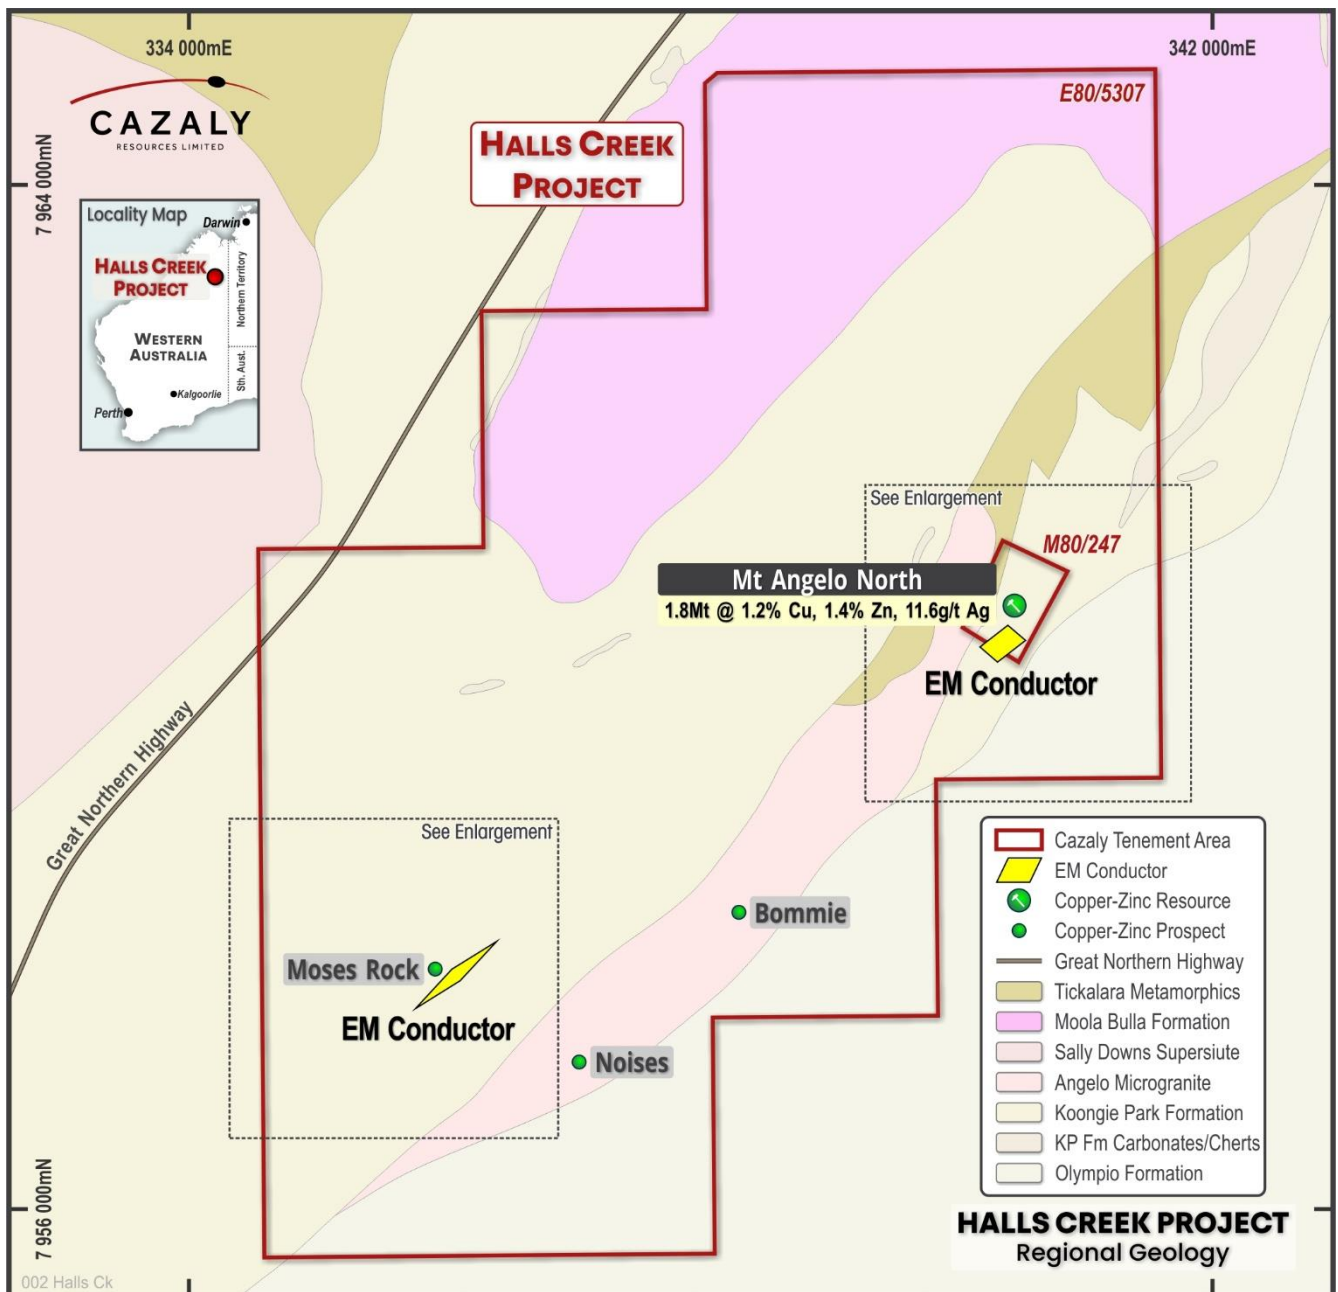 334 000mE
342 000mE
CAZALY
RESOURCES LIMITED
E80/5307
HALLS CREEK
PROJECT
7 964 000mN
Locality Map
Darwin
HALLS CREEK
PROJECT
Northern Territory
WESTERN
AUSTRALIA
Sth. Aust.
Kalgoorlie
Perth
See Enlargement
M80/247
Mt Angelo North
1.8Mt @ 1.2% Cu, 1.4% Zn, 11.6g/t Ag
EM Conductor
Great Northern Highway
See Enlargement
Bommie
Moses Rock
EM Conductor
Noises
Cazaly Tenement Area
EM Conductor
Copper-Zinc Resource
Copper-Zinc Prospect
Great Northern Highway
Tickalara Metamorphics
Moola Bulla Formation
Sally Downs Supersiute
Angelo Microgranite
Koongie Park Formation
KP Fm Carbonates/Cherts
Olympio Formation
7 956 000mN
HALLS CREEK PROJECT
Regional Geology
002 Halls Ck